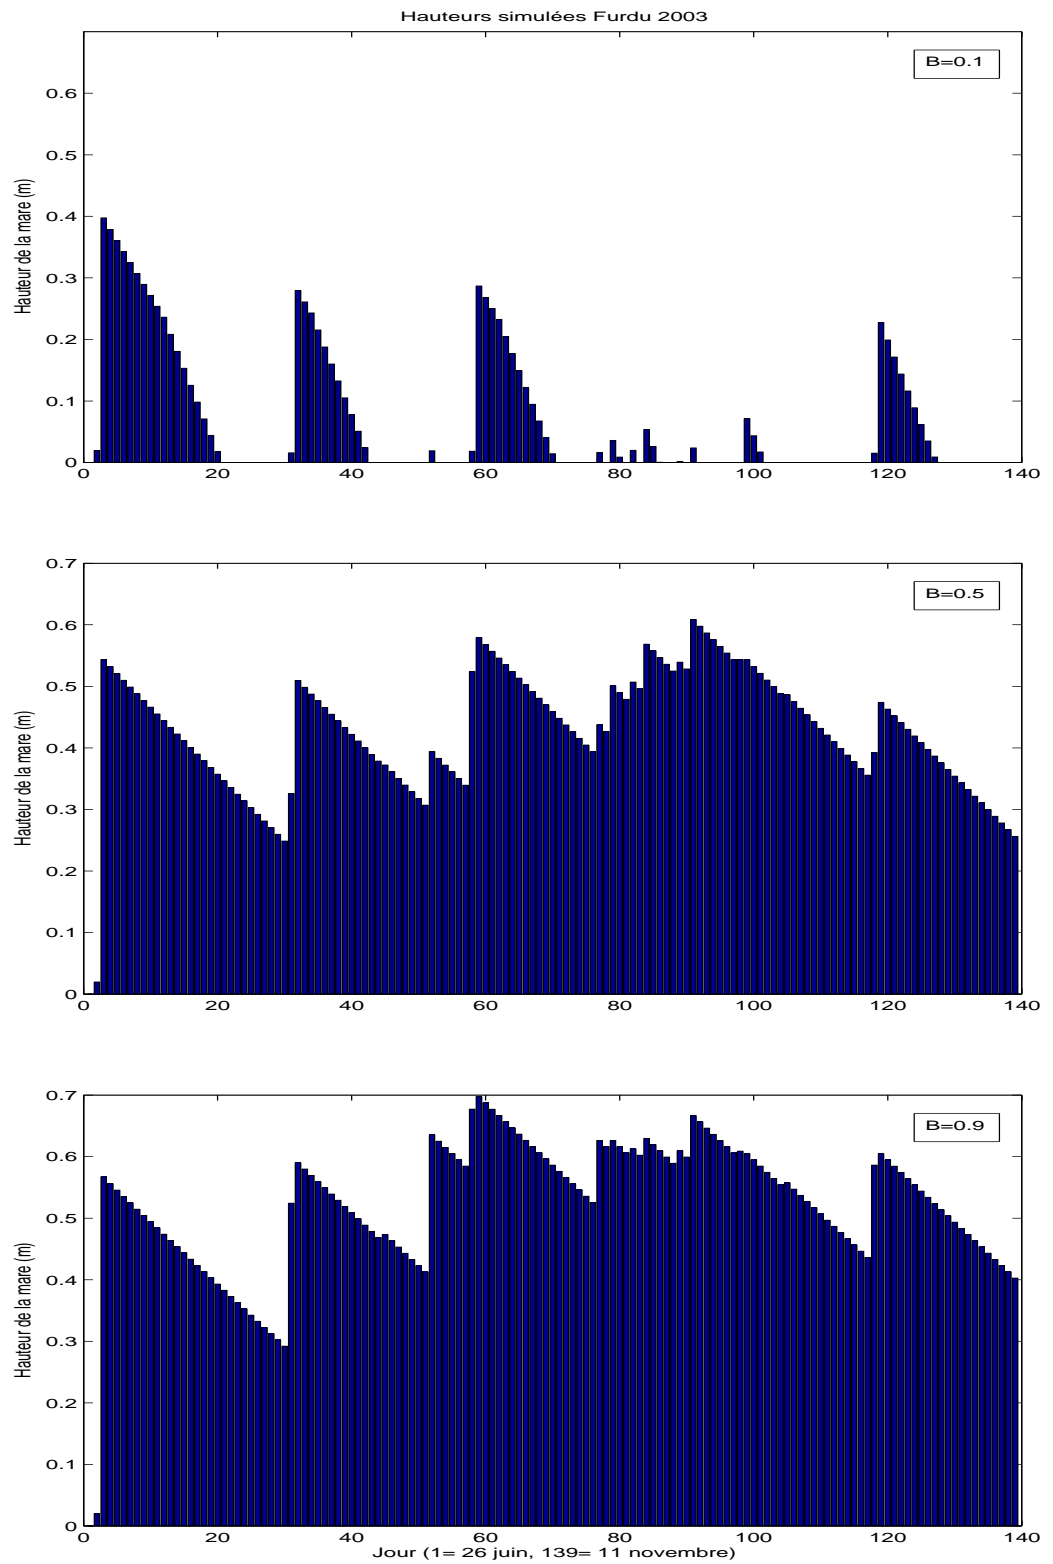 Hauteurs simulées Furdu 2003
B=0.1
Hauteur de la mare (m)
0.6
0.5
0.4
0.3
0.2
0.1
0
0 20 40 60 80 100 120 140
B=0.5
Hauteur de la mare (m)
0.7
0.6
0.5
0.4
0.3
0.2
0.1
0
0 20 40 60 80 100 120 140
B=0.9
Hauteur de la mare (m)
0.7
0.6
0.5
0.4
0.3
0.2
0.1
0
0 20 40 60 80 100 120 140
Jour (1= 26 juin, 139= 11 novembre)